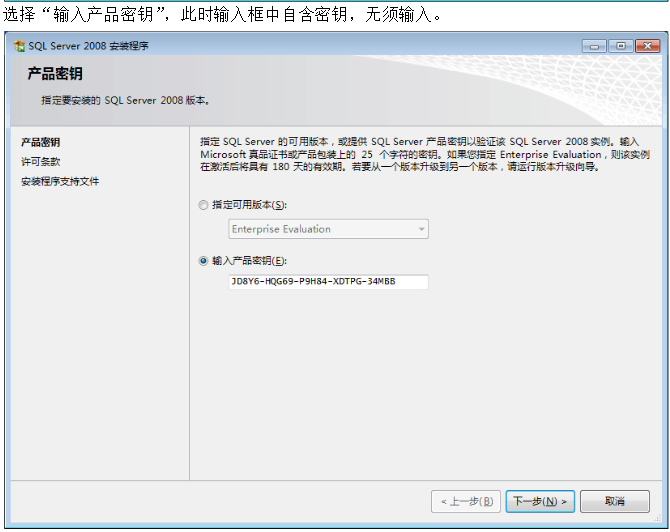 选择“输入产品密钥”，此时输入框中自含密钥，无须输入。
SQL Server 2008 安装程序
产品密钥
指定要安装的 SQL Server 2008 版本。
产品密钥
许可条款
安装程序支持文件
指定 SQL Server 的可用版本，或提供 SQL Server 产品密钥以验证该 SQL Server 2008 实例。输入
Microsoft 真品证书或产品包装上的 25 个字符的密钥。如果您指定 Enterprise Evaluation，则该实例
在激活后将具有 180 天的有效期。若要从一个版本升级到另一个版本，请运行版本升级向导。
指定可用版本(S):
Enterprise Evaluation
输入产品密钥(E):
JD8Y6-HQG69-P9H84-XDTPG-34MBB
< 上一步(B)
下一步(N) >
取消